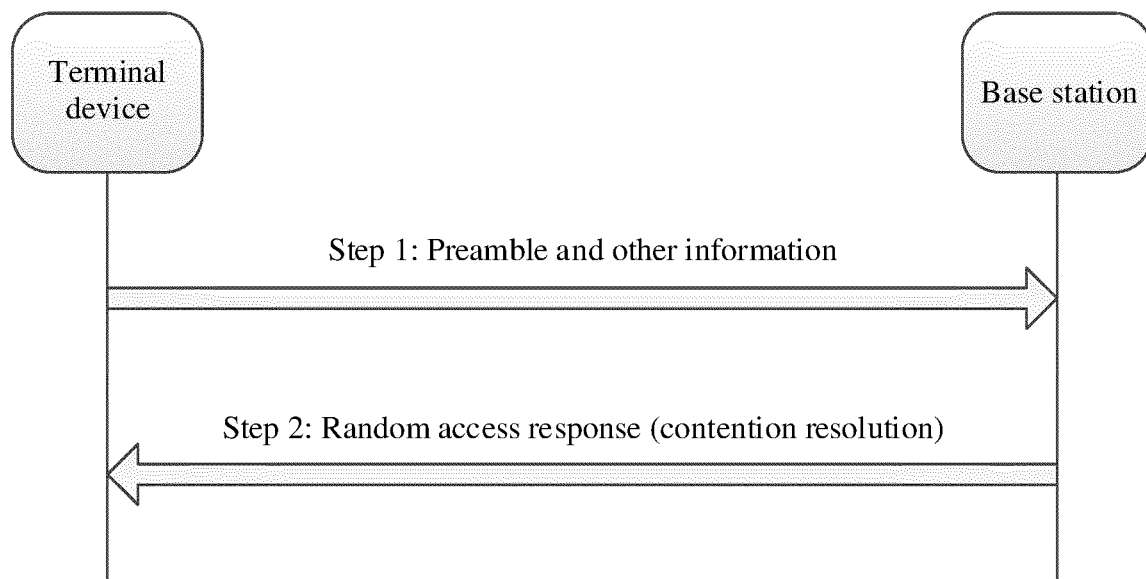 Terminal
device
Base station
Step 1: Preamble and other information
Step 2: Random access response (contention resolution)